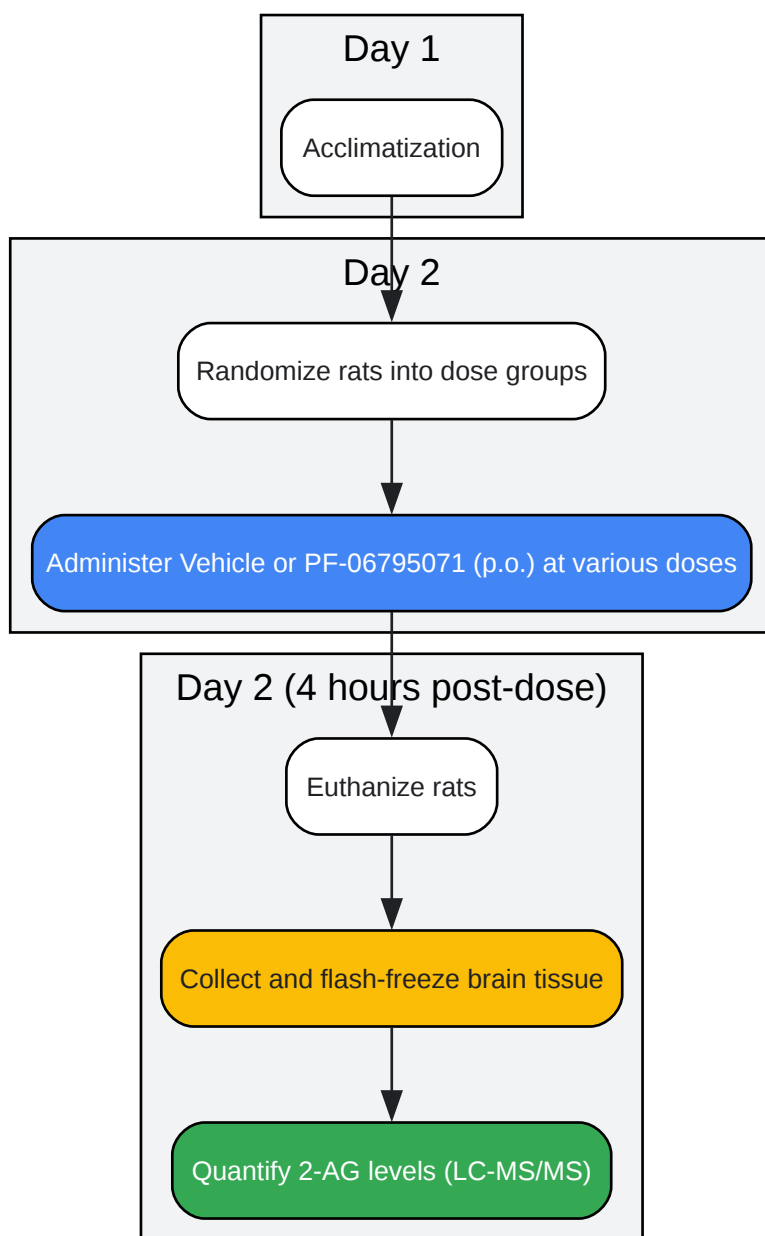 Day 1
Acclimatization
Day 2
Randomize rats into dose groups
Administer Vehicle or PF-06795071 (p.o.) at various doses
Day 2 (4 hours post-dose)
Euthanize rats
Collect and flash-freeze brain tissue
Quantify 2-AG levels (LC-MS/MS)